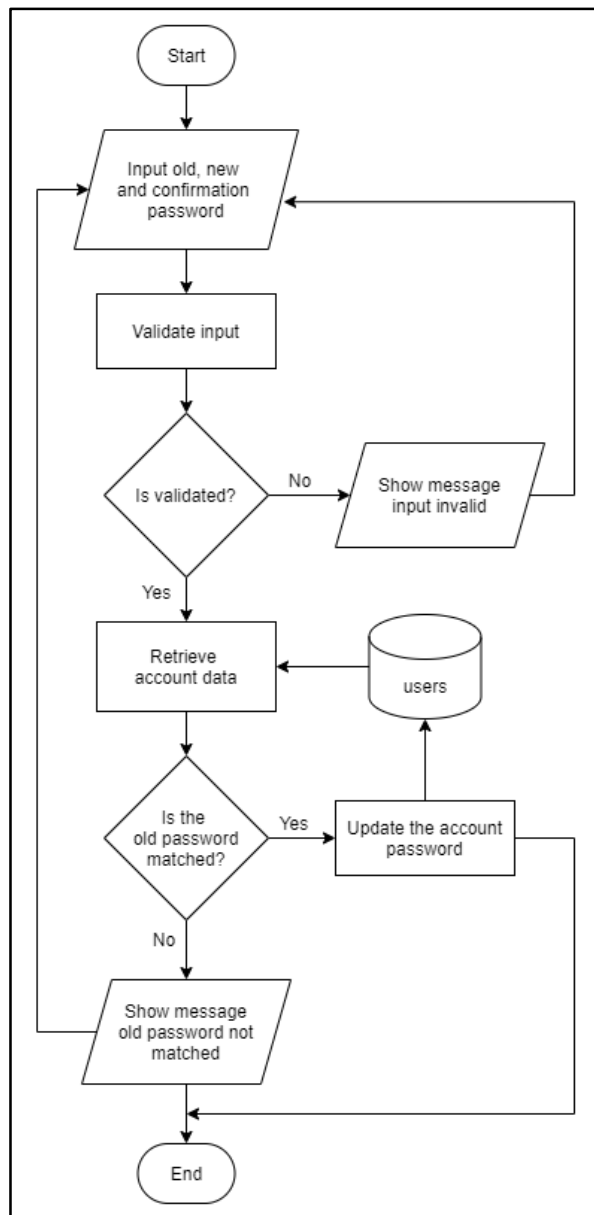 Start
Input old, new
and confirmation
password
Validate input
Is validated?
No
Show message
input invalid
Yes
Retrieve
account data
users
Is the
old password
matched?
Yes
Update the account
password
No
Show message
old password not
matched
End